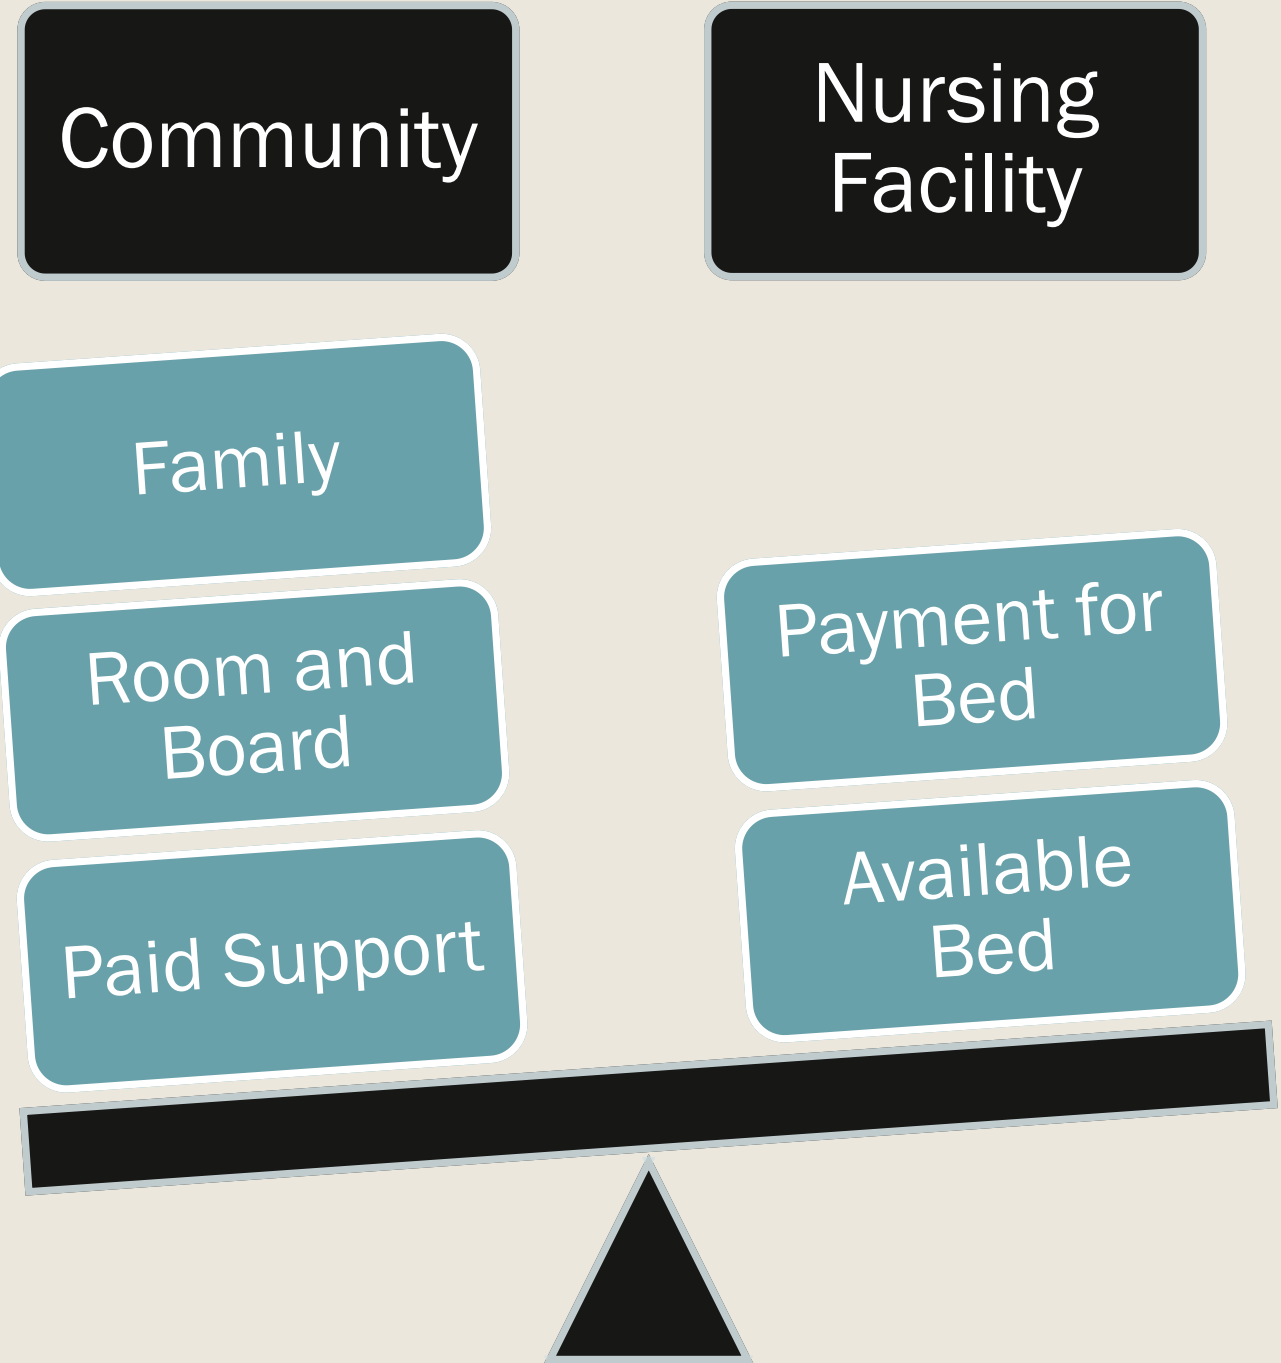 Community
Nursing
Facility
Family
Room and
Board
Paid Support
Payment for
Bed
Available
Bed